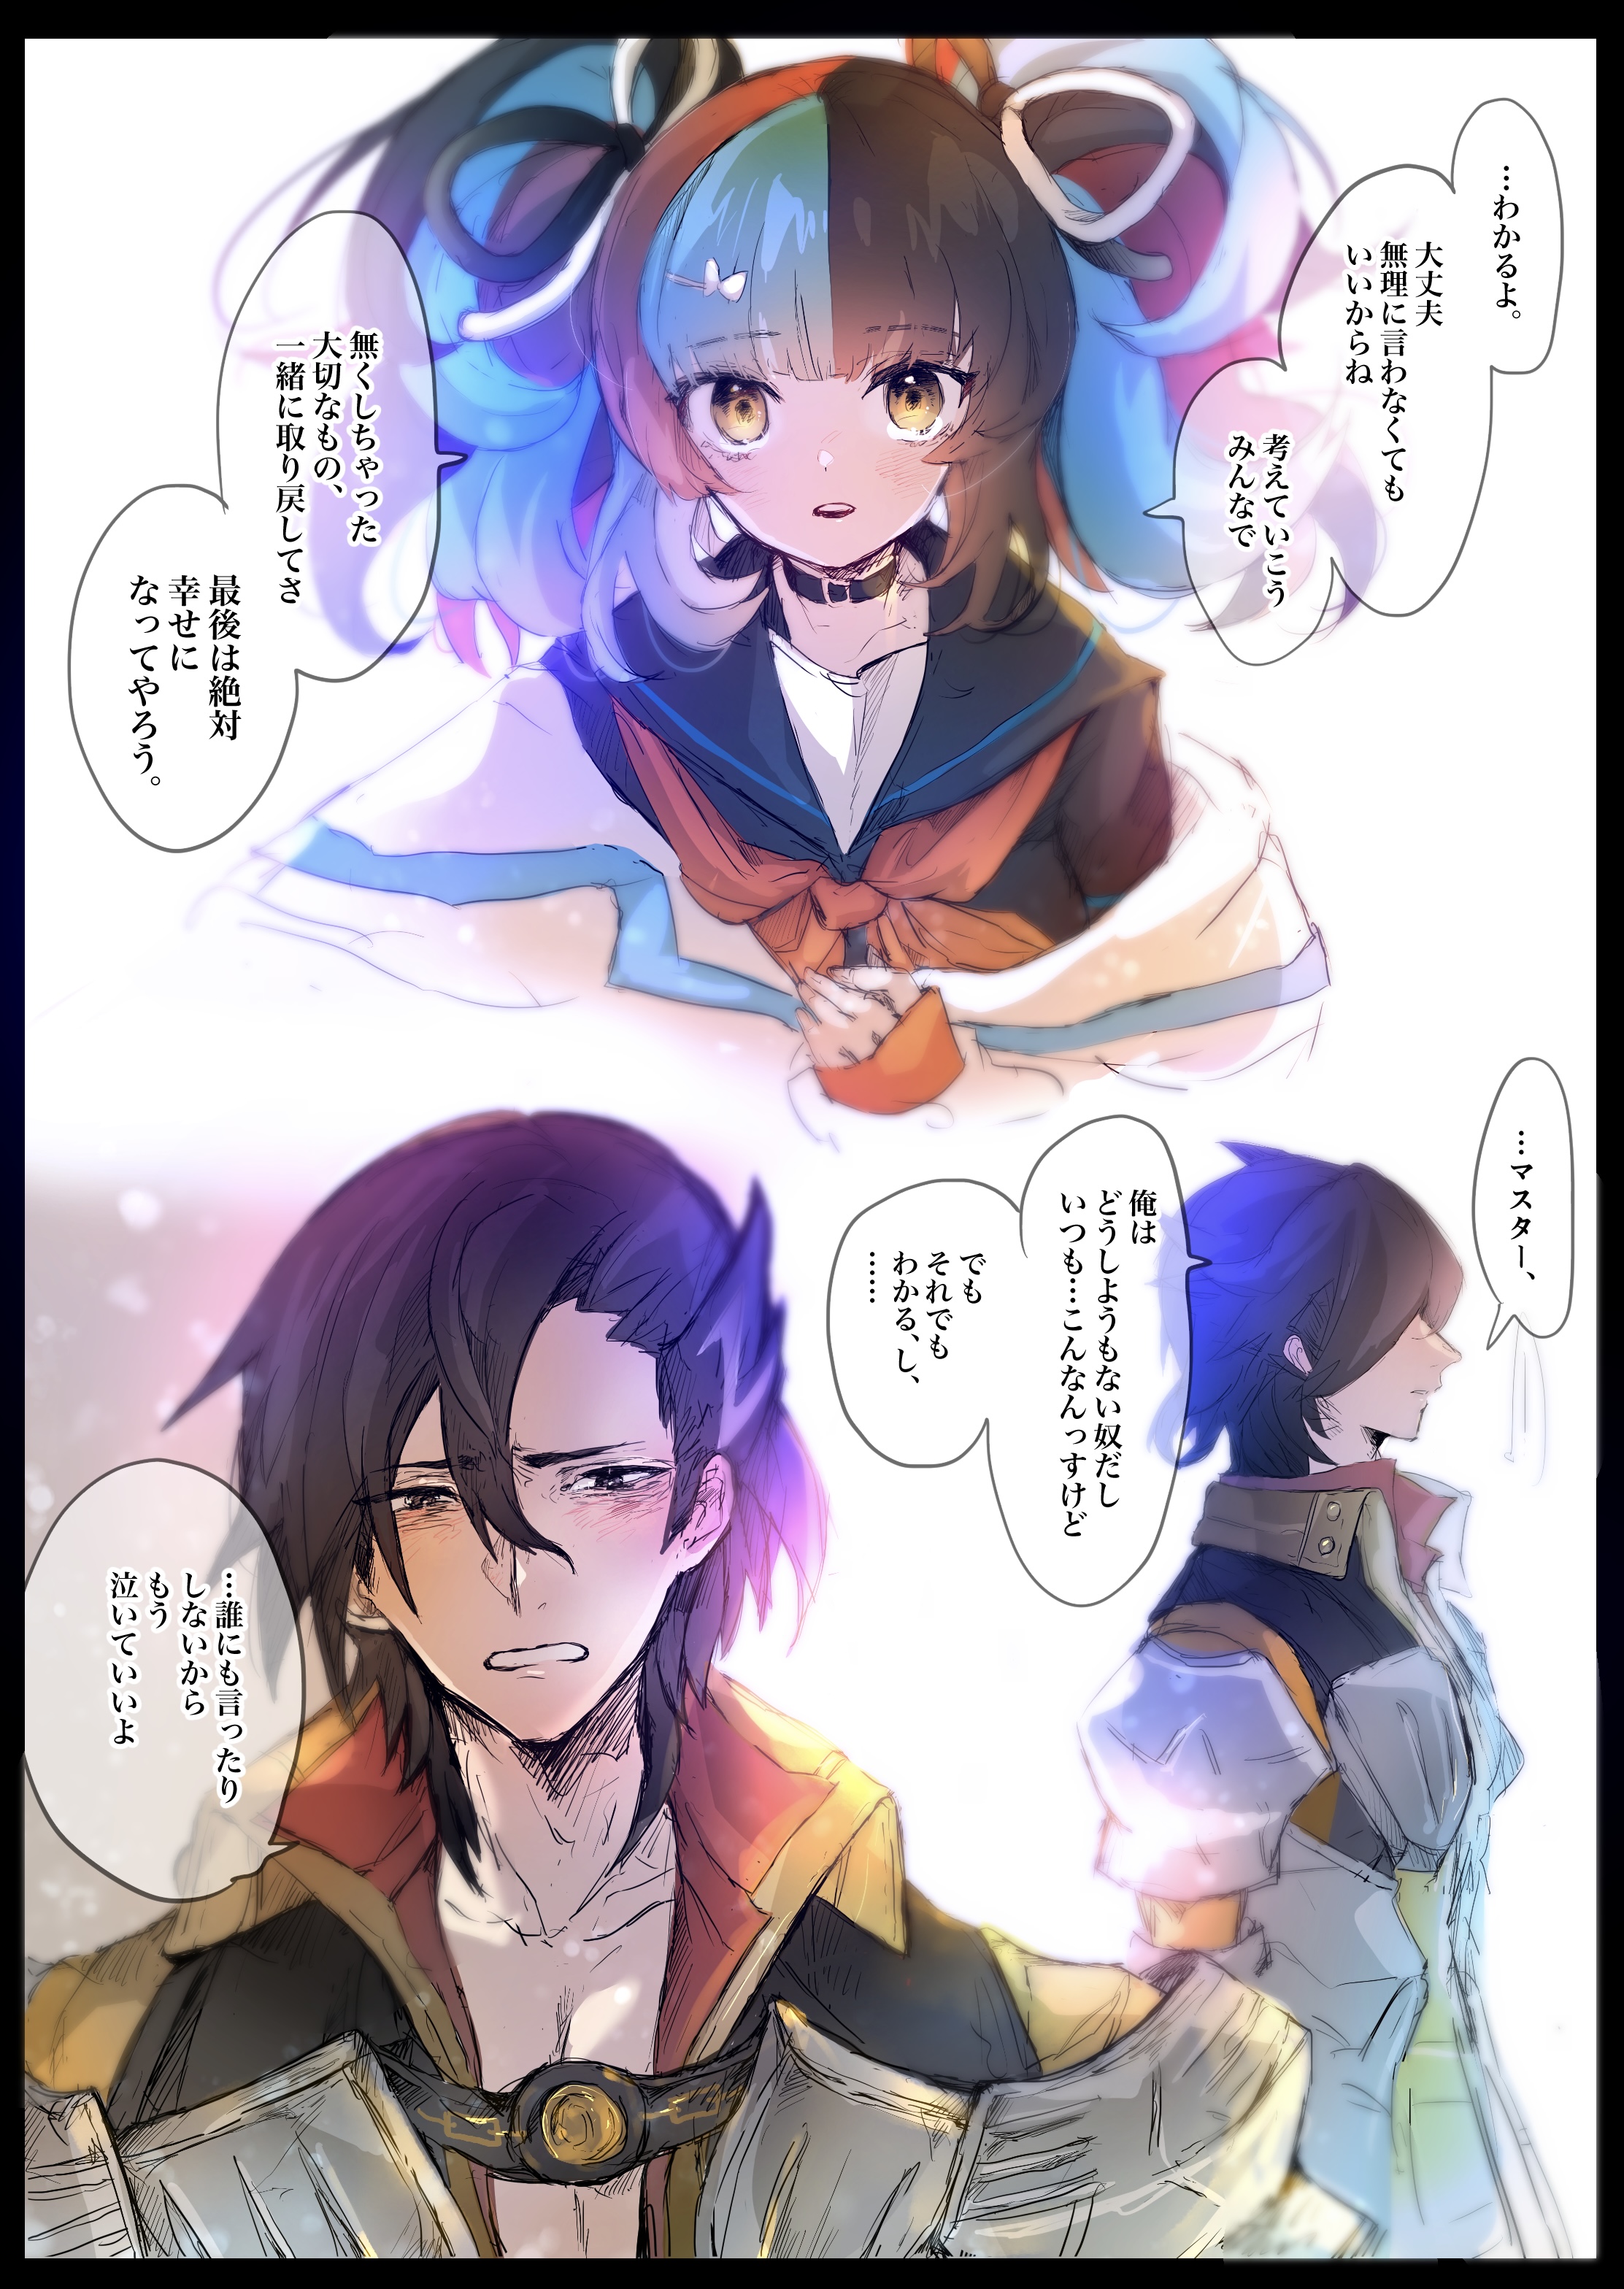 …わかるよ。
大丈夫
無理に言わなくても
いいからね
考えていこう
みんなで
無くしちゃった
大切なもの、
一緒に取り戻してさ
最後は絶対
幸せに
なってやろう。
…マスター、
俺は
どうしようもない奴だし
いつも…こんなんっすけど
でも
それでも
わかる、し、
……
…誰にも言ったり
しないから
もう
泣いていいよ